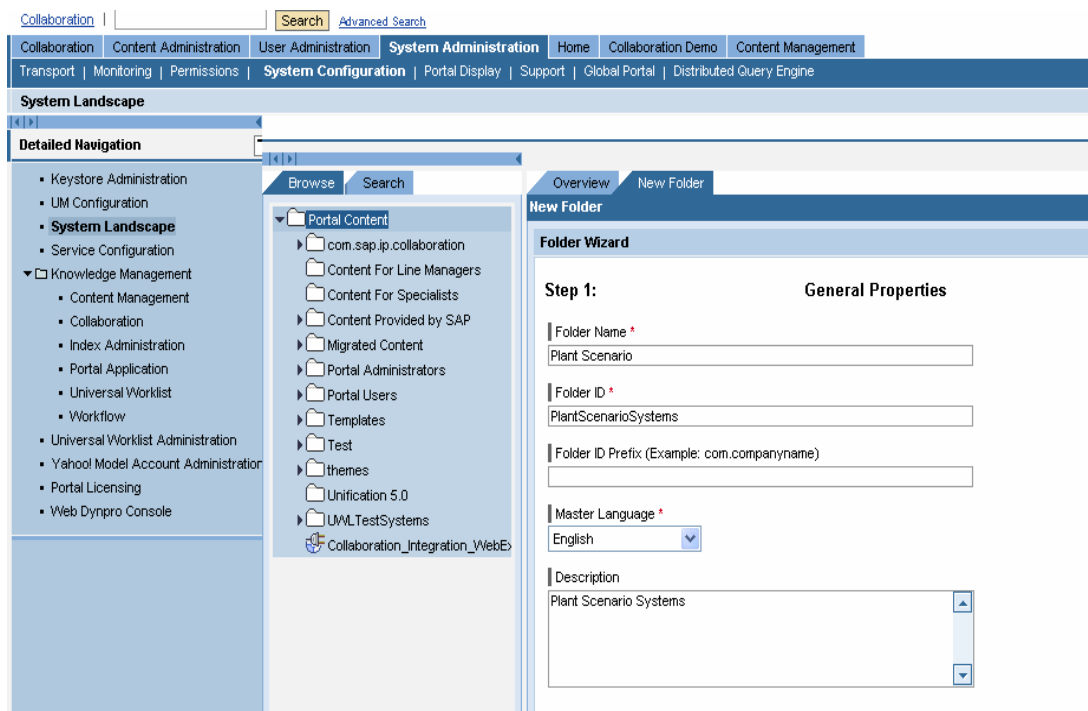 Collaboration | Search Advanced Search
Collaboration Content Administration User Administration System Administration Home Collaboration Demo Content Management
Transport | Monitoring | Permissions | System Configuration | Portal Display | Support | Global Portal | Distributed Query Engine
System Landscape
Detailed Navigation
Keystore Administration
UM Configuration
System Landscape
Service Configuration
Knowledge Management
Content Management
Collaboration
Index Administration
Portal Application
Universal Worklist
Workflow
Universal Worklist Administration
Yahoo! Model Account Administration
Portal Licensing
Web Dynpro Console
Browse Search
Portal Content
com.sap.ip.collaboration
Content For Line Managers
Content For Specialists
Content Provided by SAP
Migrated Content
Portal Administrators
Portal Users
Templates
Test
themes
Unification 5.0
UWLTestSystems
Collaboration_Integration_WebEx
Overview New Folder
New Folder
Folder Wizard
Step 1: General Properties
Folder Name *
Plant Scenario
Folder ID *
PlantScenarioSystems
Folder ID Prefix (Example: com.companyname)
Master Language *
English
Description
Plant Scenario Systems